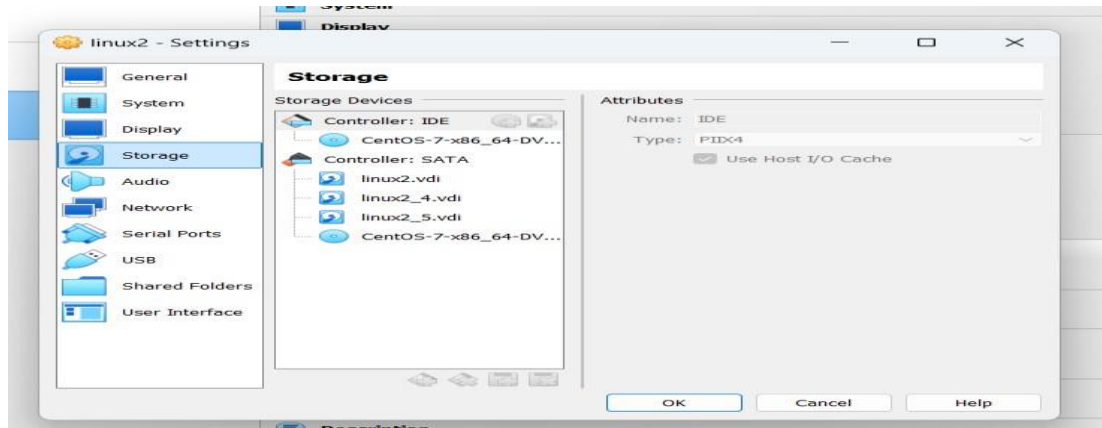 System
Display
linux2 - Settings
General
System
Display
Storage
Audio
Network
Serial Ports
USB
Shared Folders
User Interface
Storage
Storage Devices
Controller: IDE
CentOS-7-x86_64-DV...
Controller: SATA
linux2.vdi
linux2_4.vdi
linux2_5.vdi
CentOS-7-x86_64-DV...
Attributes
Name: IDE
Type: PIIX4
Use Host I/O Cache
OK
Cancel
Help
Description